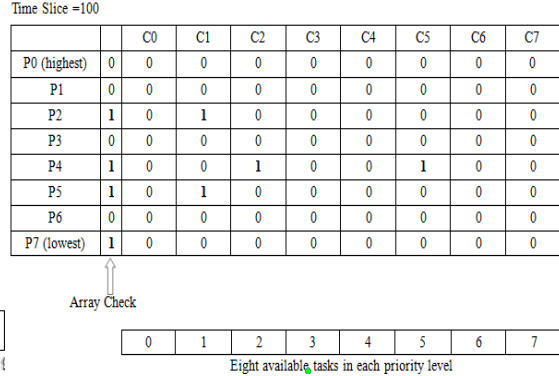 Time Slice =100
C0 C1 C2 C3 C4 C5 C6 C7
P0 (highest) 0 0 0 0 0 0 0 0 0
P1 0 0 0 0 0 0 0 0 0
P2 1 0 1 0 0 0 0 0 0
P3 0 0 0 0 0 0 0 0 0
P4 1 0 0 1 0 0 1 0 0
P5 1 0 1 0 0 0 0 0 0
P6 0 0 0 0 0 0 0 0 0
P7 (lowest) 1 0 0 0 0 0 0 0 0
Array Check
0 1 2 3 4 5 6 7
Eight available tasks in each priority level